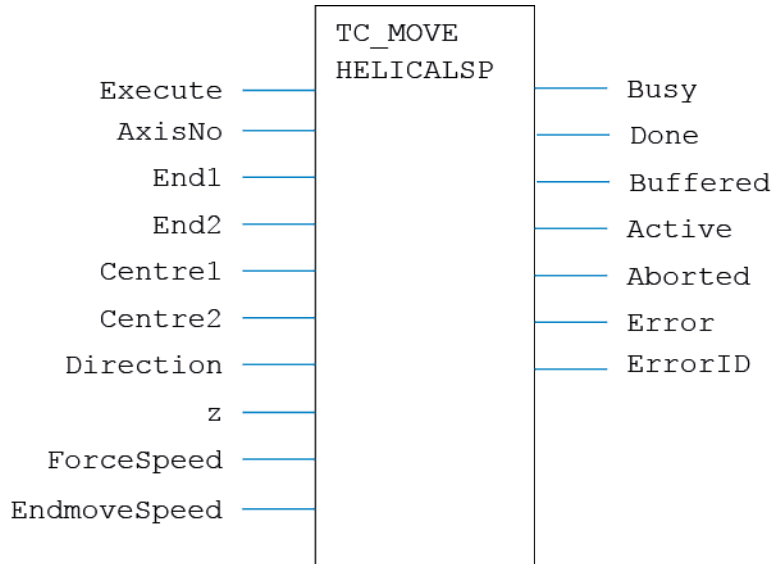 TC_MOVE
HELICALSP
Execute
AxisNo
End1
End2
Centre1
Centre2
Direction
z
ForceSpeed
EndmoveSpeed
Busy
Done
Buffered
Active
Aborted
Error
ErrorID